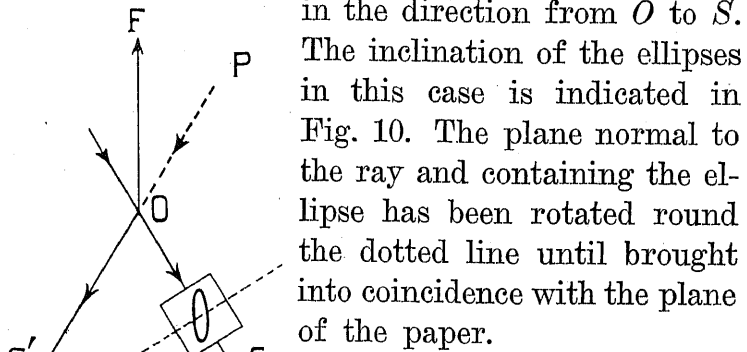 F
P
O
S′
in the direction from O to S.
The inclination of the ellipses
in this case is indicated in
Fig. 10. The plane normal to
the ray and containing the el-
lipse has been rotated round
the dotted line until brought
into coincidence with the plane
of the paper.